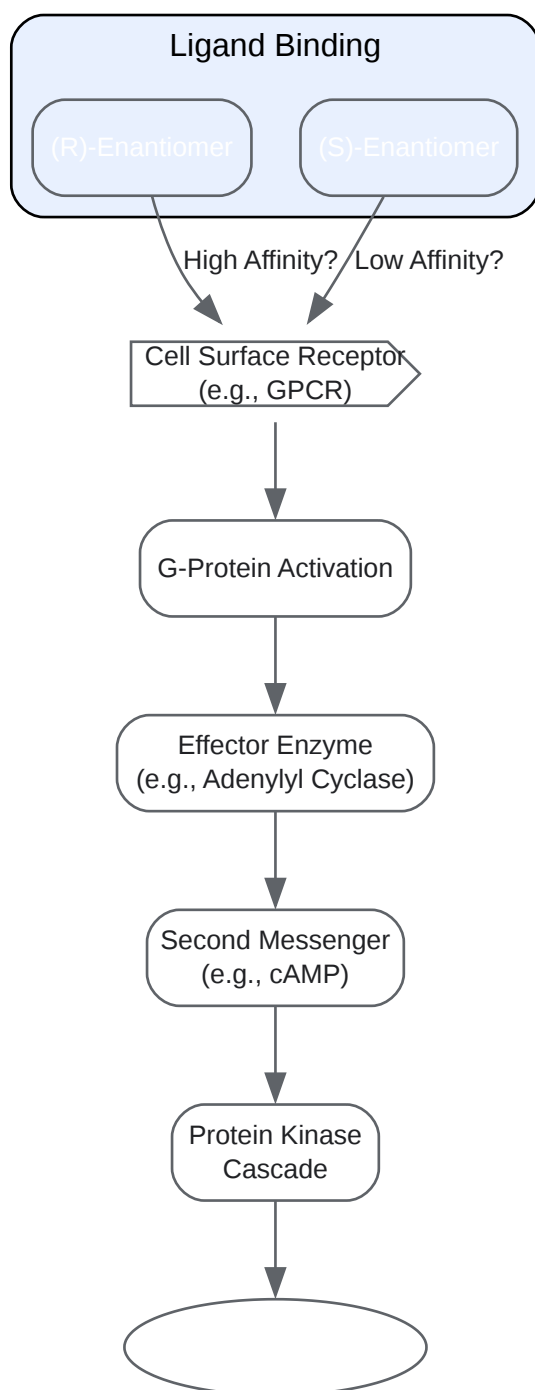 Ligand Binding
(R)-Enantiomer
(S)-Enantiomer
High Affinity?
Low Affinity?
Cell Surface Receptor
(e.g., GPCR)
G-Protein Activation
Effector Enzyme
(e.g., Adenylyl Cyclase)
Second Messenger
(e.g., cAMP)
Protein Kinase
Cascade